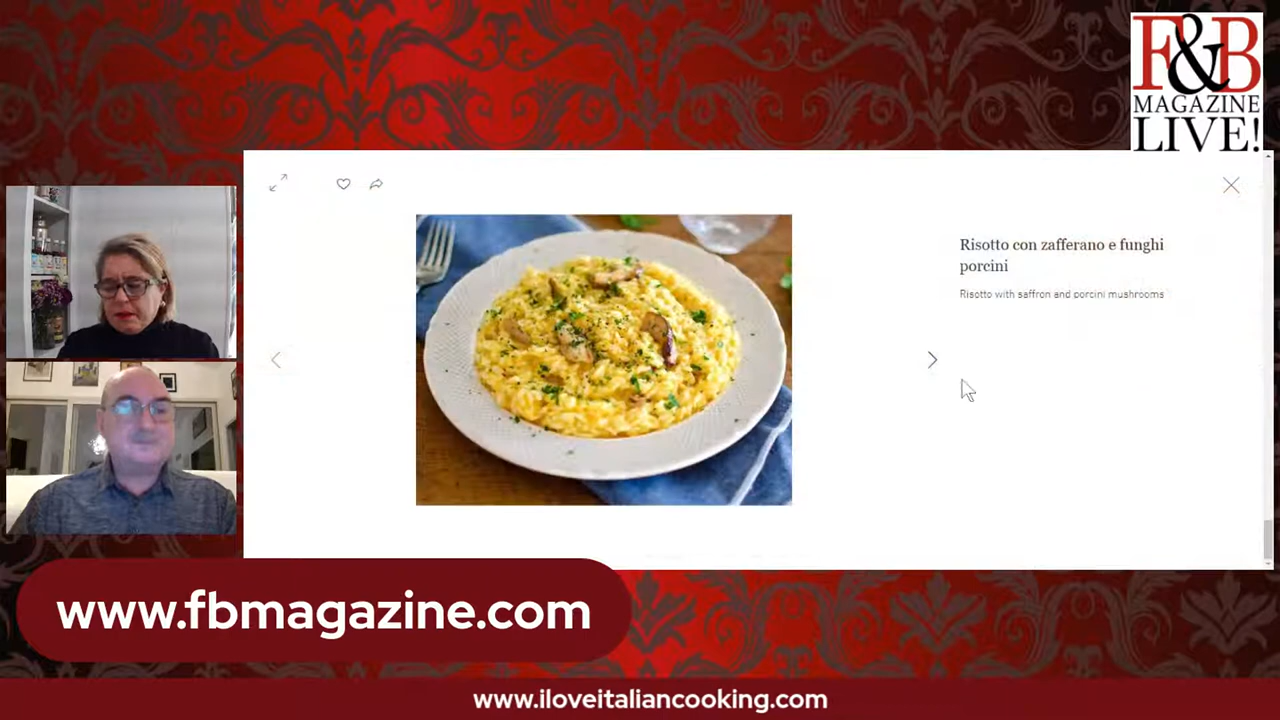 F&B
MAGAZINE
LIVE!
Risotto con zafferano e funghi
porcini
Risotto with saffron and porcini mushrooms
www.fbmagazine.com
www.iloveitaliancooking.com